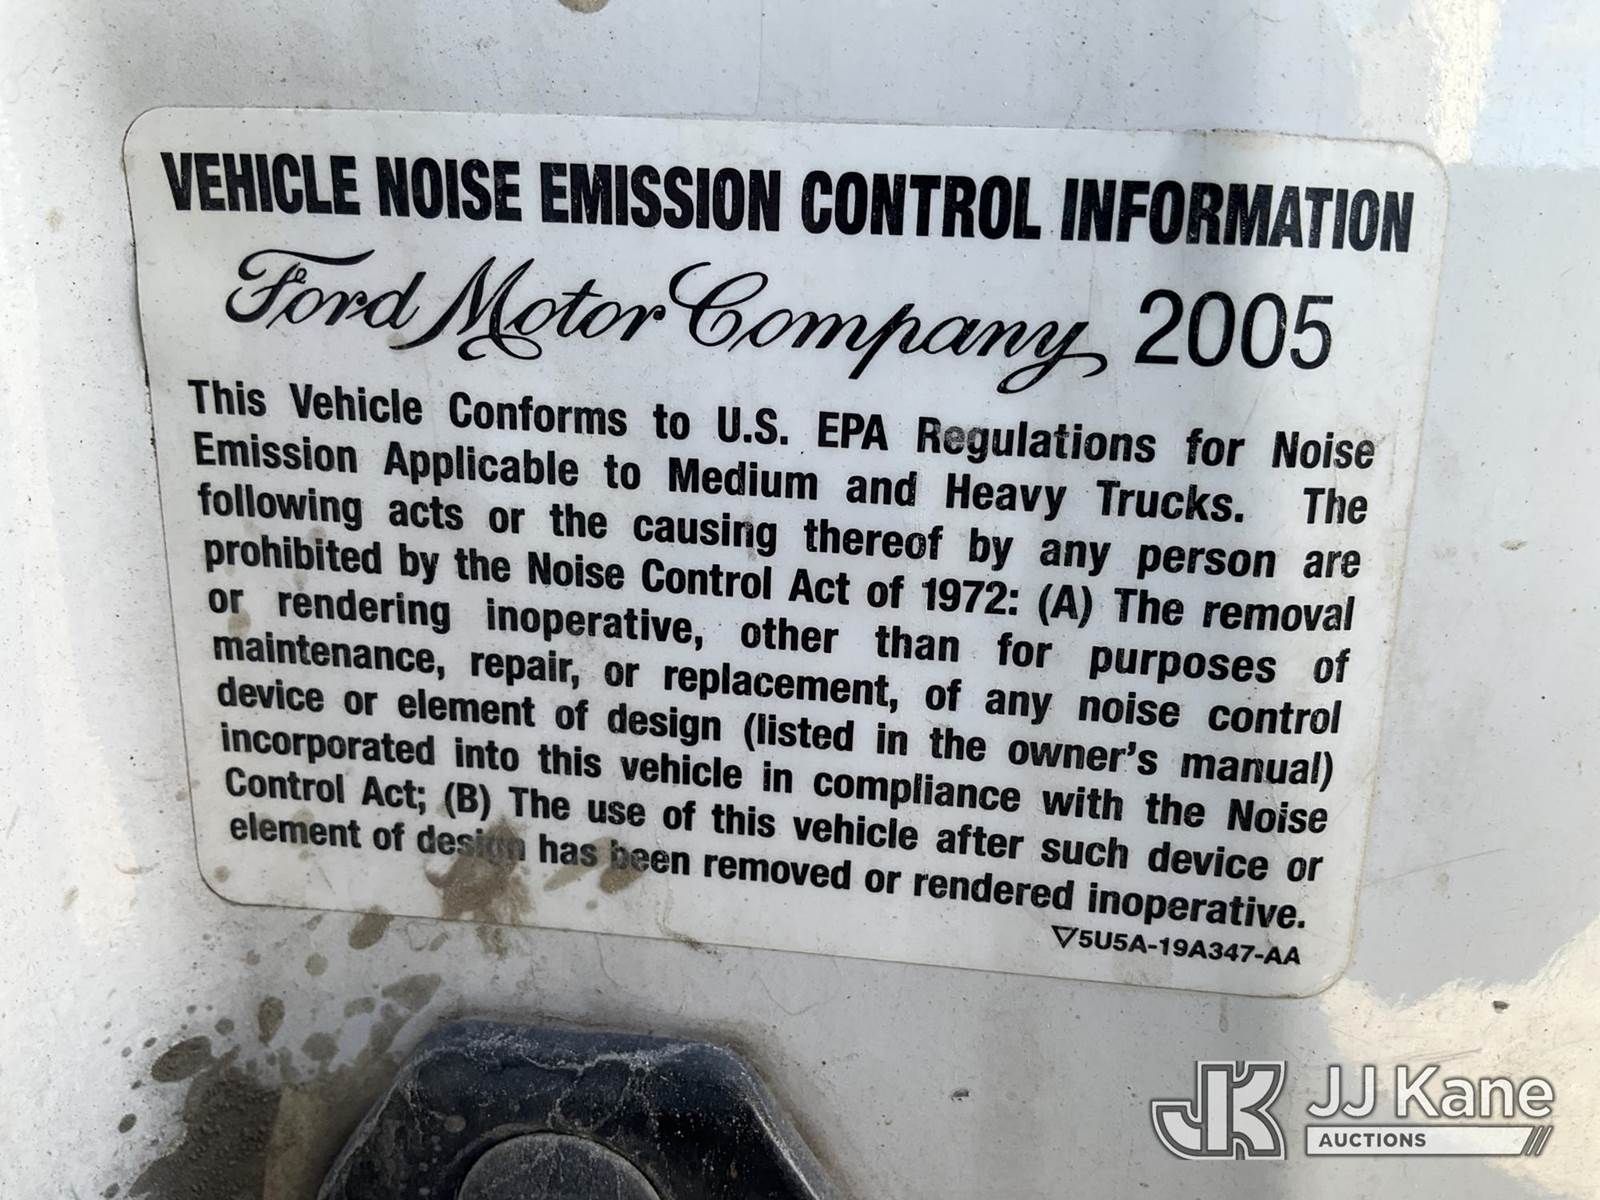 VEHICLE NOISE EMISSION CONTROL INFORMATION
Ford Motor Company 2005
This Vehicle Conforms to U.S. EPA Regulations for Noise
Emission Applicable to Medium and Heavy Trucks. The
following acts or the causing thereof by any person are
prohibited by the Noise Control Act of 1972: (A) The removal
or rendering inoperative, other than for purposes of
maintenance, repair, or replacement, of any noise control
device or element of design (listed in the owner's manual)
incorporated into this vehicle in compliance with the Noise
Control Act; (B) The use of this vehicle after such device or
element of design has been removed or rendered inoperative.
▽5U5A-19A347-AA
JK JJ Kane
AUCTIONS